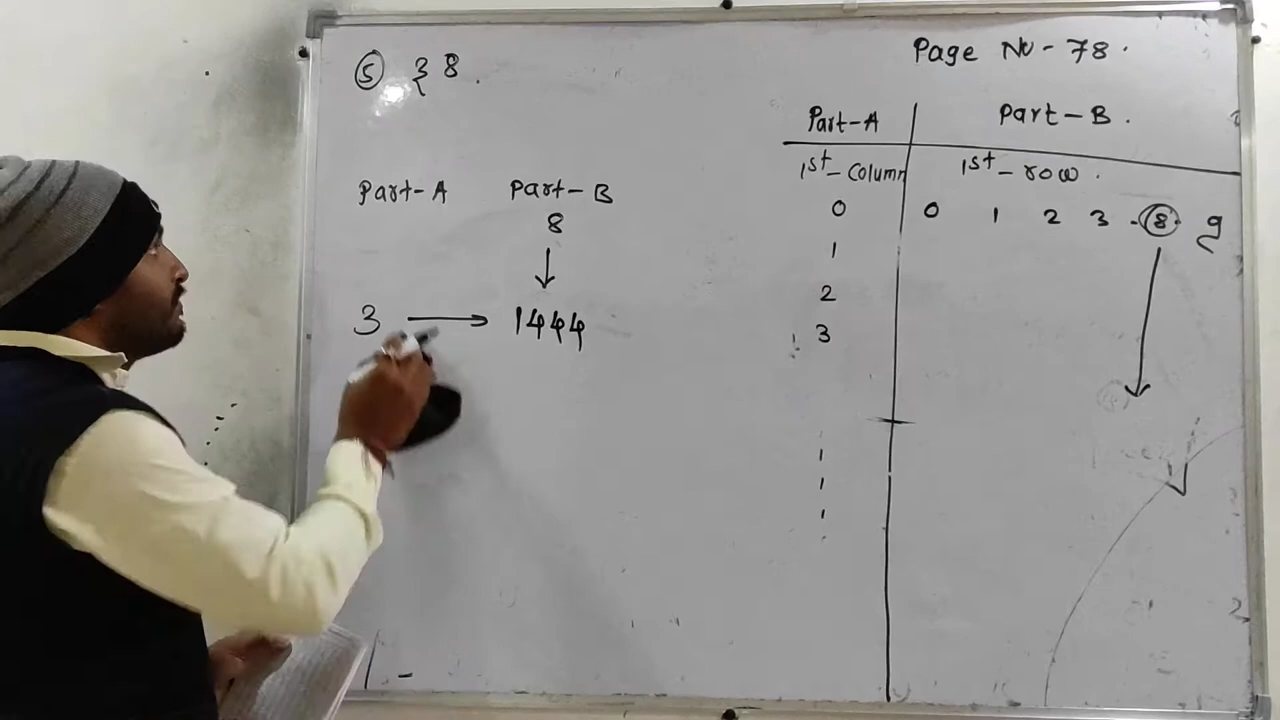 ⑤ 38.
Part-A Part-B
8
↓
3 → 1444
Page No - 78.
Part-A Part-B.
1st-Column 1st-row.
0 0 1 2 3 .8. 9
1
2
3